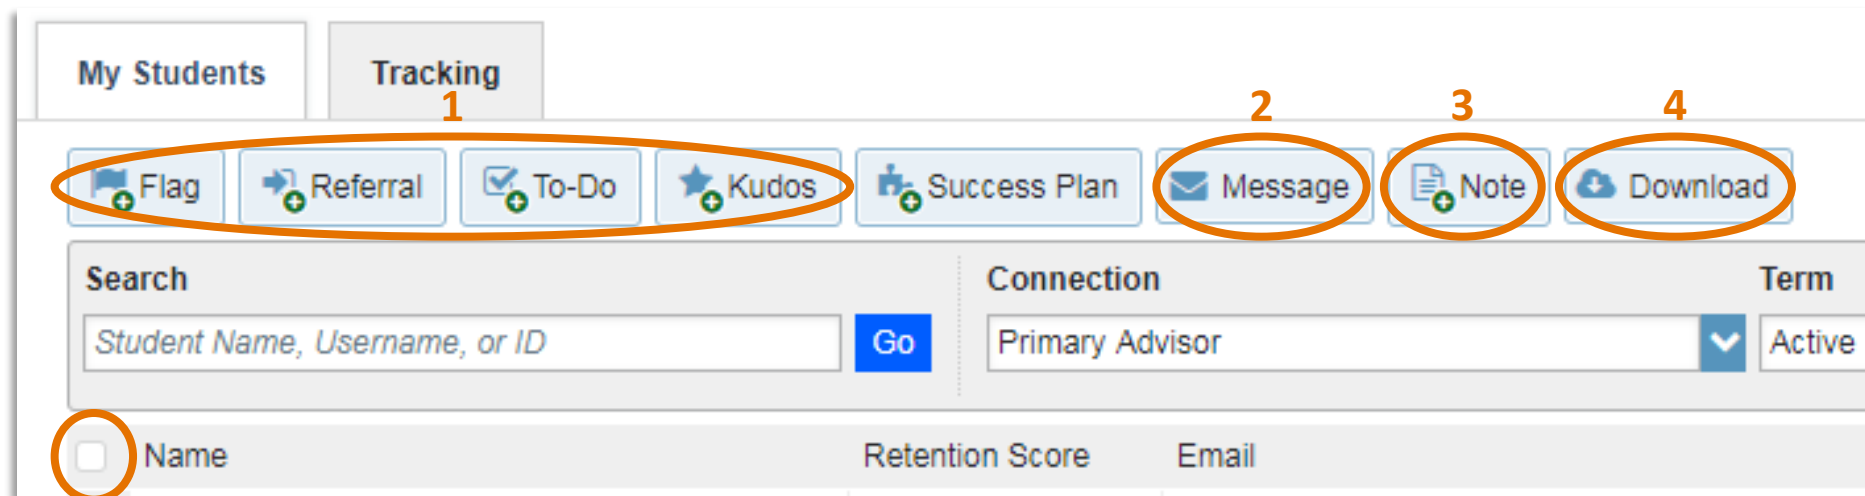 My Students Tracking
1 2 3 4
Flag Referral To-Do Kudos Success Plan Message Note Download
Search Connection Term
Student Name, Username, or ID Go Primary Advisor Active
Name Retention Score Email